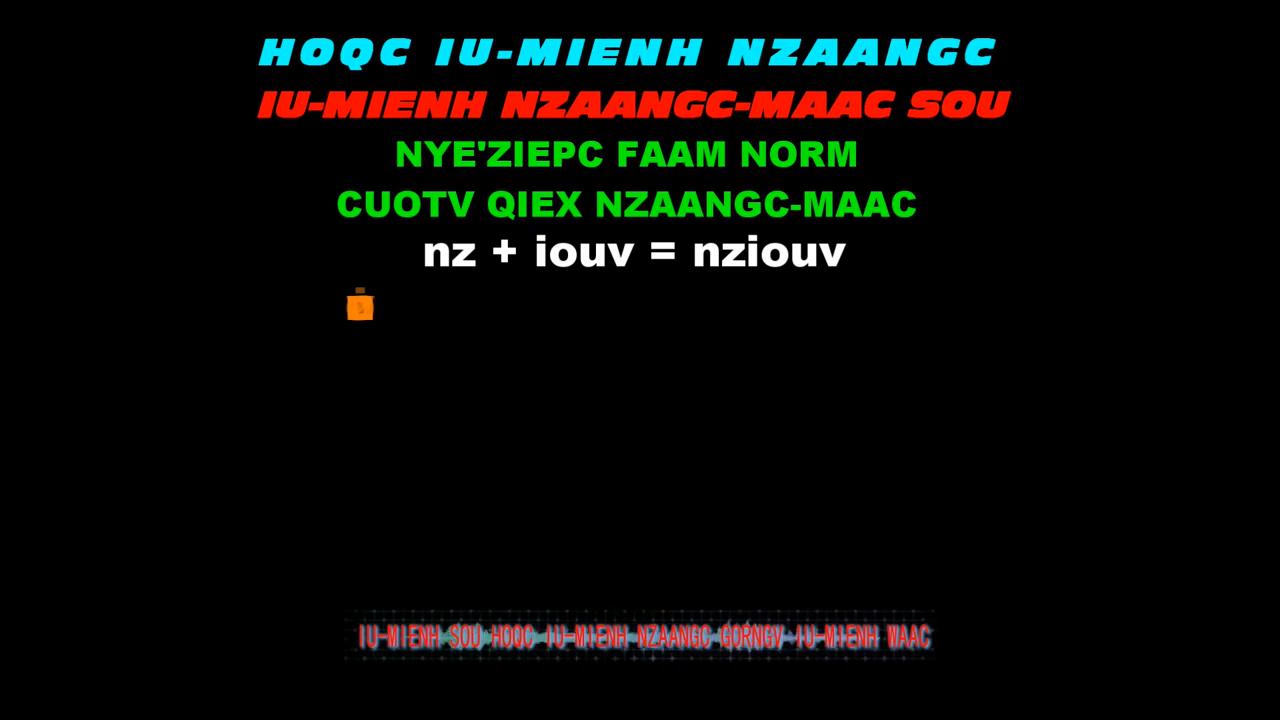 HOQC IU-MIENH NZAANGC
IU-MIENH NZAANGC-MAAC SOU
NYE'ZIEPC FAAM NORM
CUOTV QIEX NZAANGC-MAAC
nz + iouv = nziouv
IU-MIENH SOU HOQC IU-MIENH NZAANGC GORNGV IU-MIENH WAAC